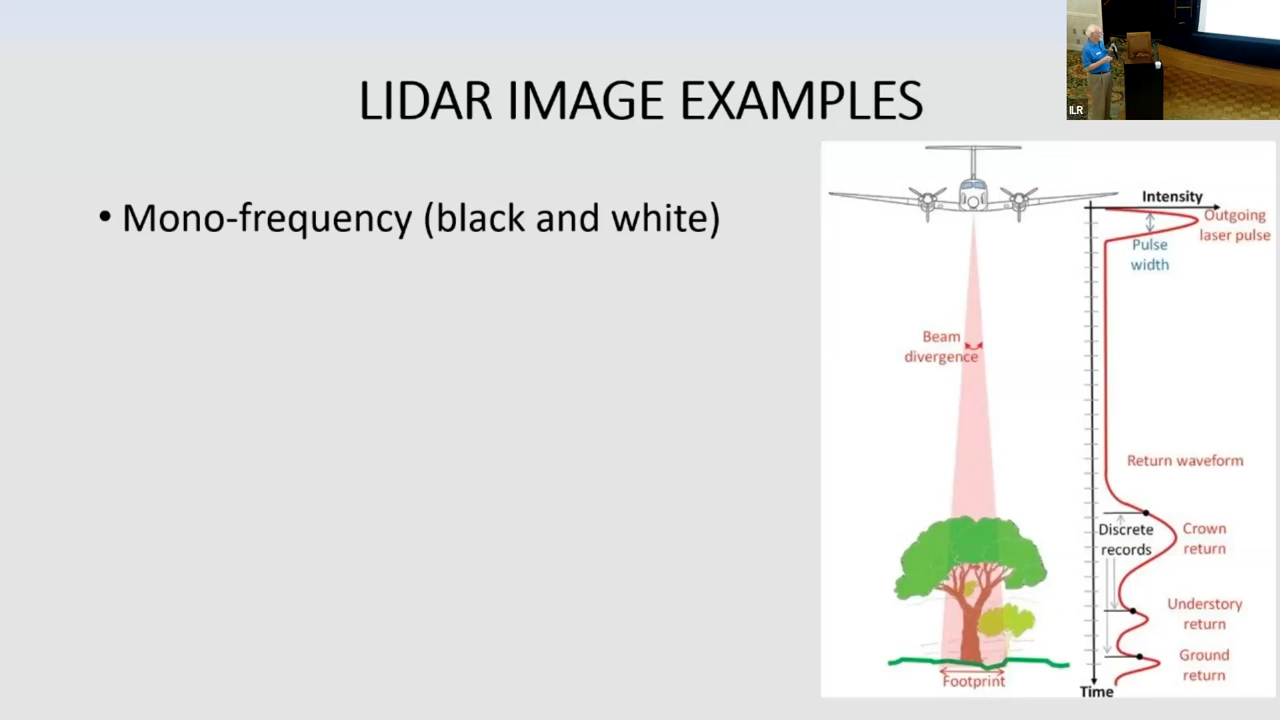 LIDAR IMAGE EXAMPLES
• Mono-frequency (black and white)
ILR
Intensity
Outgoing
laser pulse
Pulse
width
Beam
divergence
Return waveform
Discrete
records
Crown
return
Understory
return
Ground
return
Footprint
Time